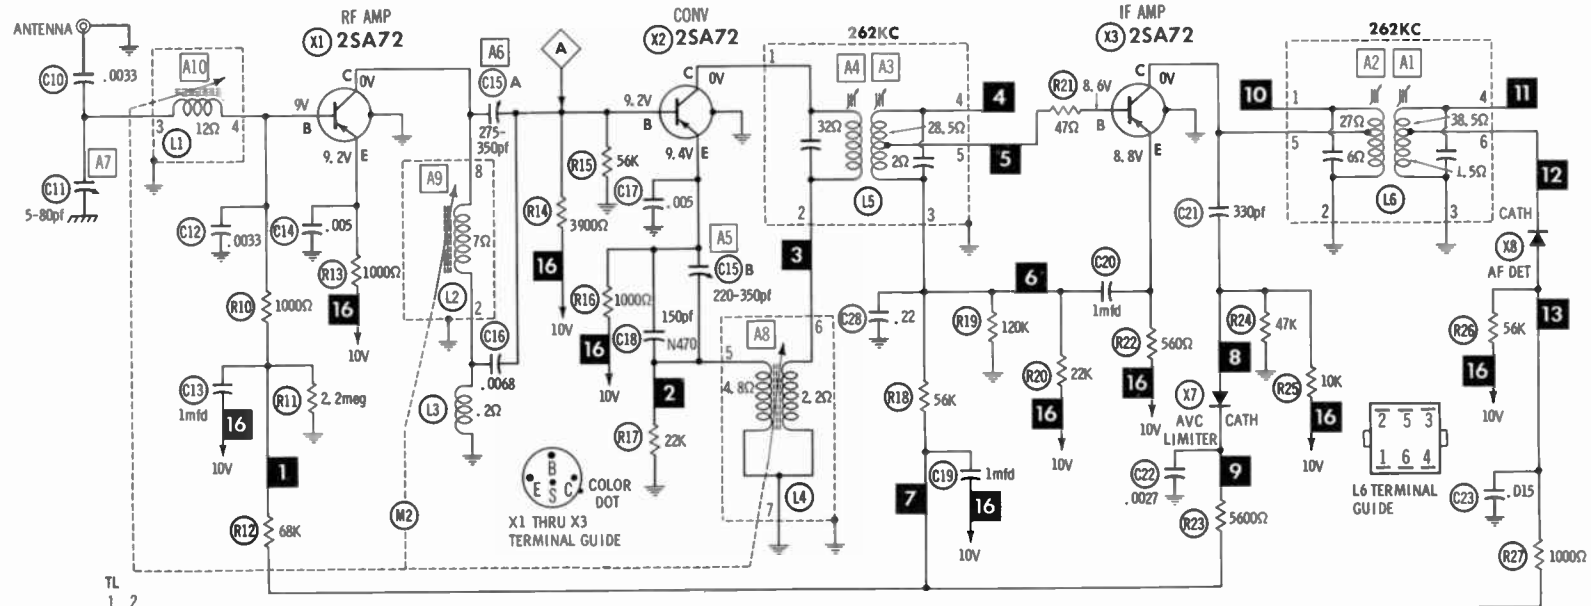 ANTENNA
C10
.0033
A7
C11
5-80pf
A10
3
12Ω
4
L1
RF AMP
X1 2SA72
C
0V
9V
B
9.2V
E
C12
.0033
C14
.005
R13
1000Ω
16
10V
R10
1000Ω
C13
1mfd
16
10V
R11
2.2meg
1
R12
68K
TL
1 2
A6
C15 A
275-
350pf
A9
8
7Ω
L2
2
C16
.0068
L3
.2Ω
M2
A
R14
3900Ω
16
10V
R15
56K
CONV
X2 2SA72
C
0V
9.2V
B
9.4V
E
C17
.005
A5
C15 B
220-350pf
R16
1000Ω
16
10V
150pf
C18
N470
2
R17
22K
B
E S C
COLOR
DOT
X1 THRU X3
TERMINAL GUIDE
A8
6
5
4.8Ω
2.2Ω
L4
7
262KC
1
A4
A3
32Ω
28.5Ω
2Ω
4
5
L5
2
3
3
4
5
R21
47Ω
8.6V
IF AMP
X3 2SA72
C
0V
B
8.8V
E
C28
.22
R19
120K
6
C20
1mfd
R20
22K
16
10V
R22
560Ω
16
10V
R18
56K
7
C19
1mfd
16
10V
C21
330pf
R24
47K
8
X7
AVC
LIMITER
CATH
R25
10K
16
10V
C22
.0027
9
R23
5600Ω
262KC
10
1
A2
A1
4
11
27Ω
38.5Ω
5
6Ω
6
1.5Ω
L6
2
3
12
CATH
X8
AF DET
13
R26
56K
16
10V
2 5 3
1 6 4
L6 TERMINAL
GUIDE
C23
.015
R27
1000Ω